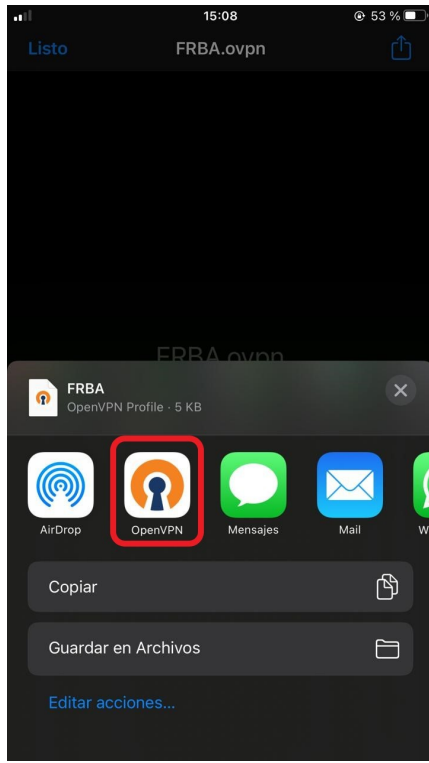 15:08
53 %
Listo
FRBA.ovpn
FRBA.ovpn
FRBA
OpenVPN Profile · 5 KB
AirDrop
OpenVPN
Mensajes
Mail
W
Copiar
Guardar en Archivos
Editar acciones...